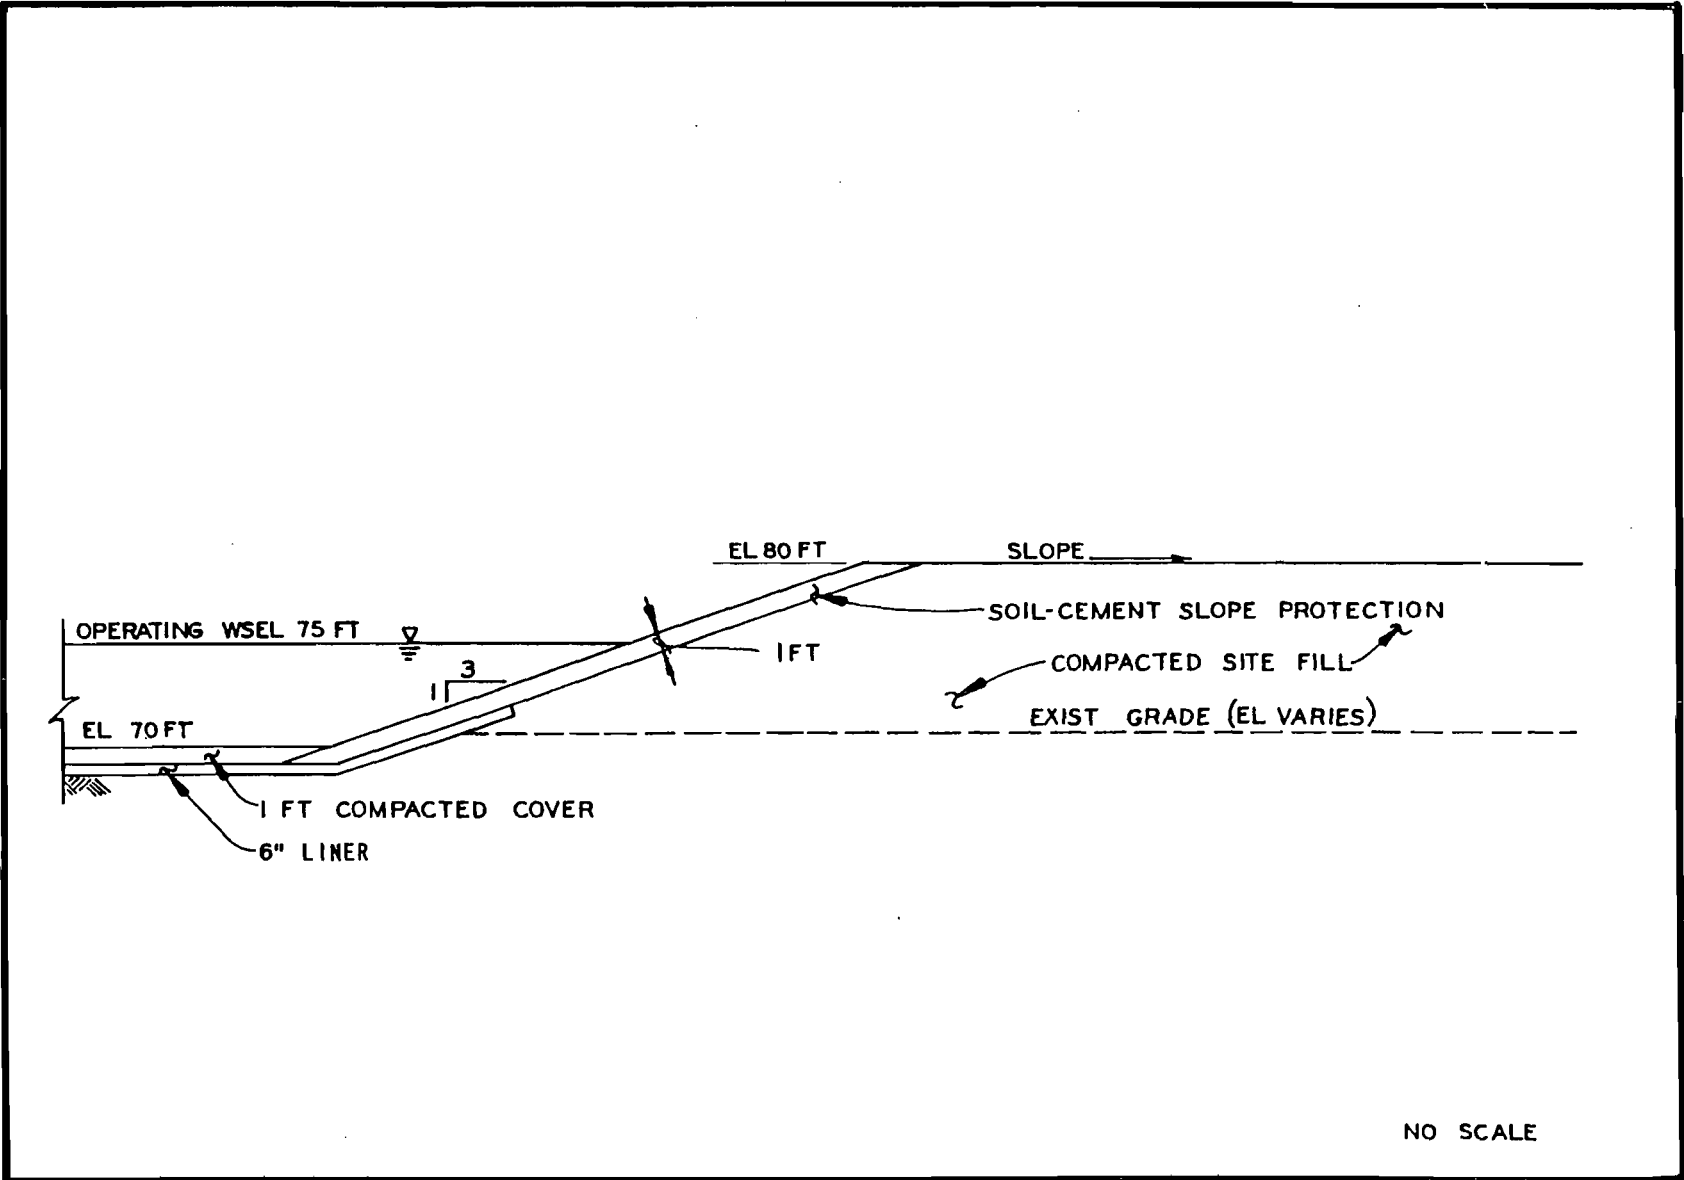 EL 80 FT
SLOPE
SOIL-CEMENT SLOPE PROTECTION
OPERATING WSEL 75 FT
1 FT
COMPACTED SITE FILL
3
1
EXIST GRADE (EL VARIES)
EL 70 FT
1 FT COMPACTED COVER
6" LINER
NO SCALE